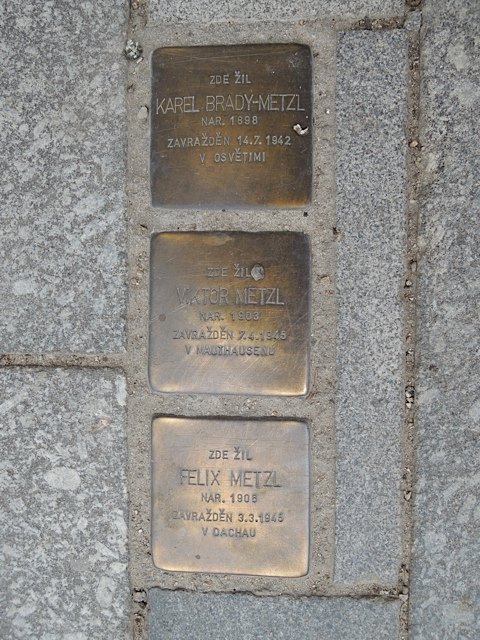 ZDE ŽIL
KAREL BRADY-METZL
NAR. 1898
ZAVRAŽDĚN 14.7.1942
V OSVĚTIMI
ZDE ŽIL
VIKTOR METZL
NAR. 1903
ZAVRAŽDĚN 7.4.1945
V MAUTHAUSENU
ZDE ŽIL
FELIX METZL
NAR. 1906
ZAVRAŽDĚN 3.3.1945
V DACHAU